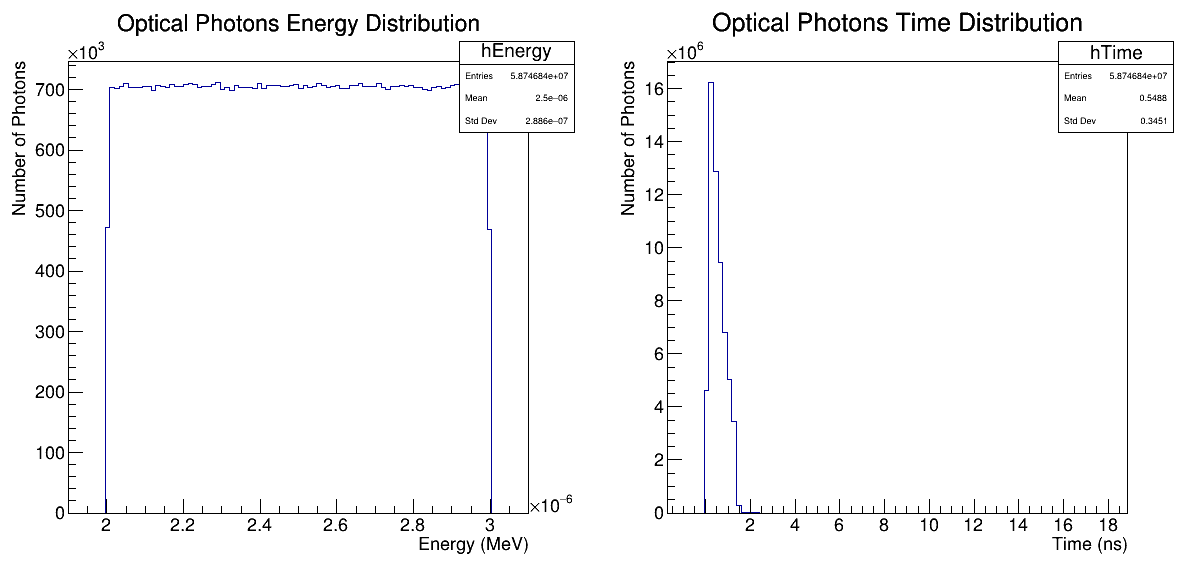 Optical Photons Energy Distribution
×10³
hEnergy
Entries 5.874684e+07
Mean 2.5e−06
Std Dev 2.886e−07
Number of Photons
700
600
500
400
300
200
100
0
2 2.2 2.4 2.6 2.8 3
×10⁻⁶
Energy (MeV)
Optical Photons Time Distribution
×10⁶
hTime
Entries 5.874684e+07
Mean 0.5488
Std Dev 0.3451
Number of Photons
16
14
12
10
8
6
4
2
0
2 4 6 8 10 12 14 16 18
Time (ns)